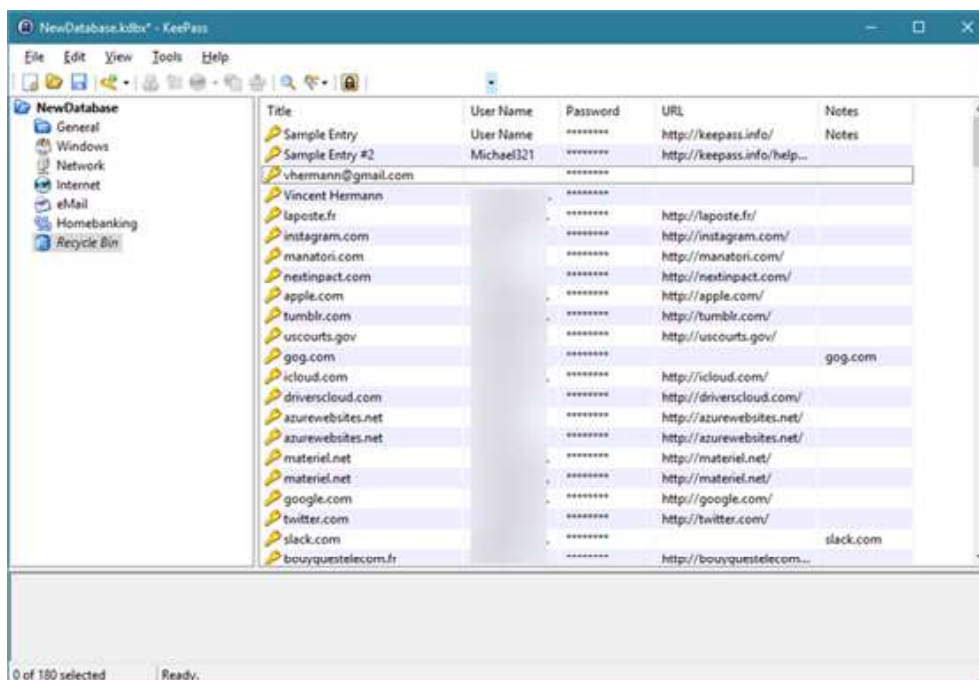 NewDatabase.kdbx* - KeePass
File Edit View Tools Help
NewDatabase
General
Windows
Network
Internet
eMail
Homebanking
Recycle Bin
Title User Name Password URL Notes
Sample Entry User Name ******** http://keepass.info/ Notes
Sample Entry #2 Michael321 ******** http://keepass.info/help...
vhermann@gmail.com ********
Vincent Hermann ********
laposte.fr ******** http://laposte.fr/
instagram.com ******** http://instagram.com/
manatori.com ******** http://manatori.com/
nextinpact.com ******** http://nextinpact.com/
apple.com ******** http://apple.com/
tumblr.com ******** http://tumblr.com/
uscourts.gov ******** http://uscourts.gov/
gog.com ******** gog.com
icloud.com ******** http://icloud.com/
driverscloud.com ******** http://driverscloud.com/
azurewebsites.net ******** http://azurewebsites.net/
azurewebsites.net ******** http://azurewebsites.net/
materiel.net ******** http://materiel.net/
materiel.net ******** http://materiel.net/
google.com ******** http://google.com/
twitter.com ******** http://twitter.com/
slack.com ******** slack.com
bouyguestelecom.fr ******** http://bouyguestelecom...
0 of 180 selected Ready.